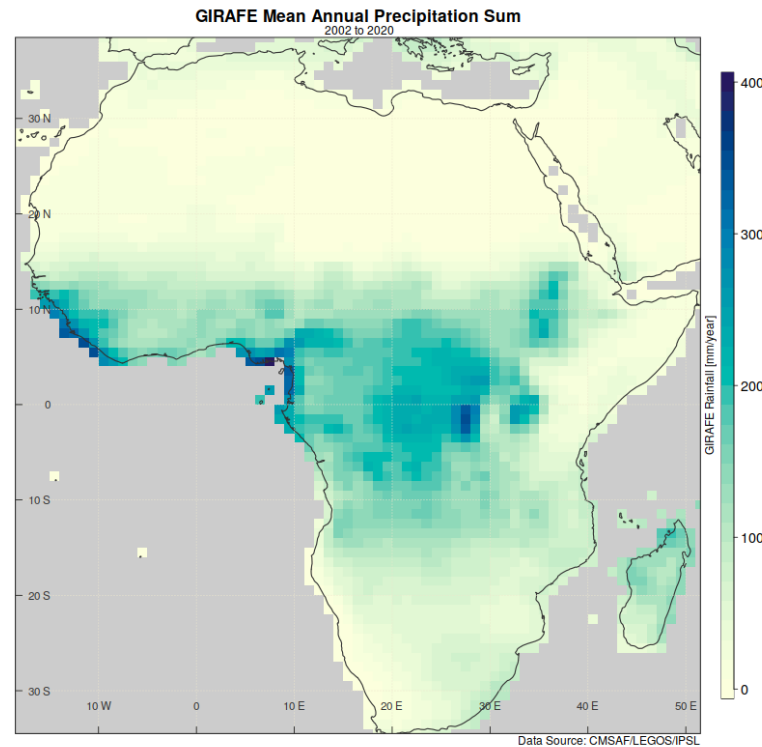 GIRAFE Mean Annual Precipitation Sum
2002 to 2020
400
30 N
300
20 N
10 N
200
0
10 S
100
20 S
30 S
0
10 W
0
10 E
20 E
30 E
40 E
50 E
GIRAFE Rainfall [mm/year]
Data Source: CMSAF/LEGOS/IPSL